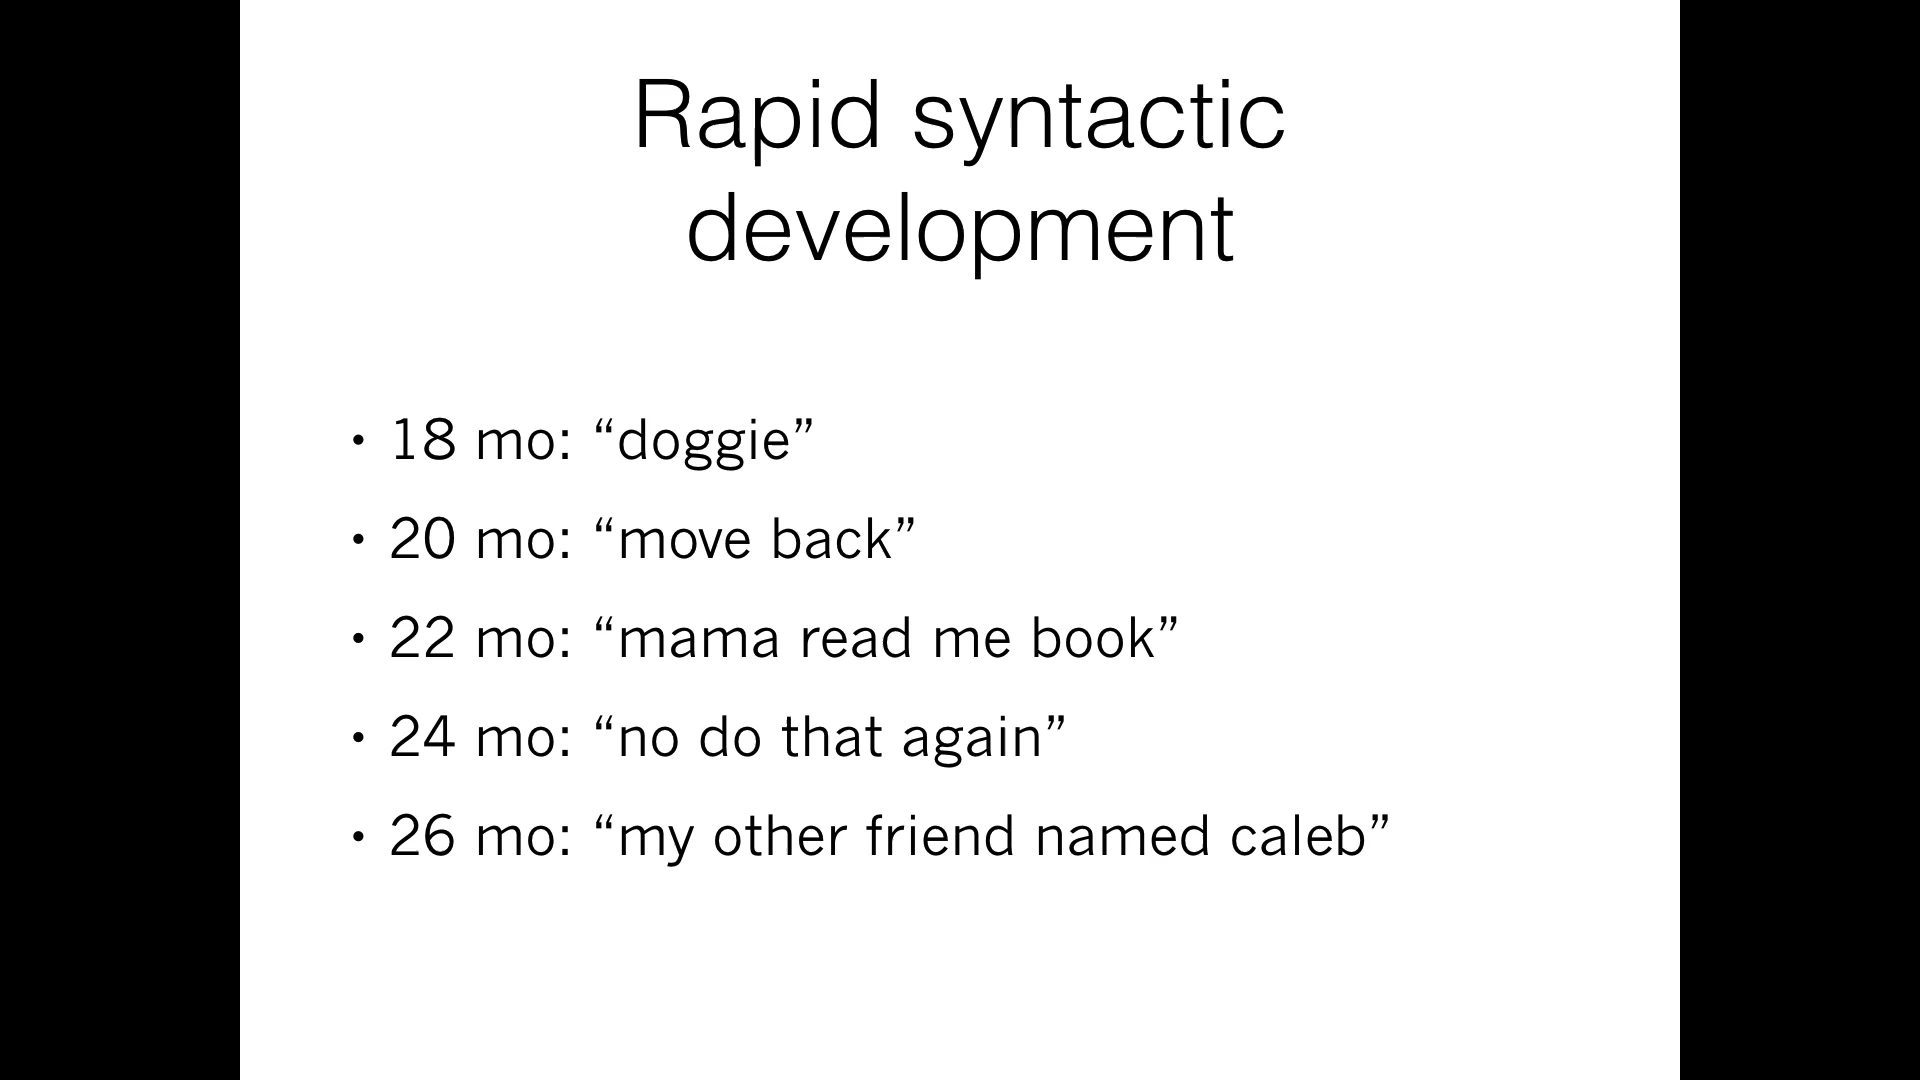 Rapid syntactic
development
• 18 mo: “doggie”
• 20 mo: “move back”
• 22 mo: “mama read me book”
• 24 mo: “no do that again”
• 26 mo: “my other friend named caleb”